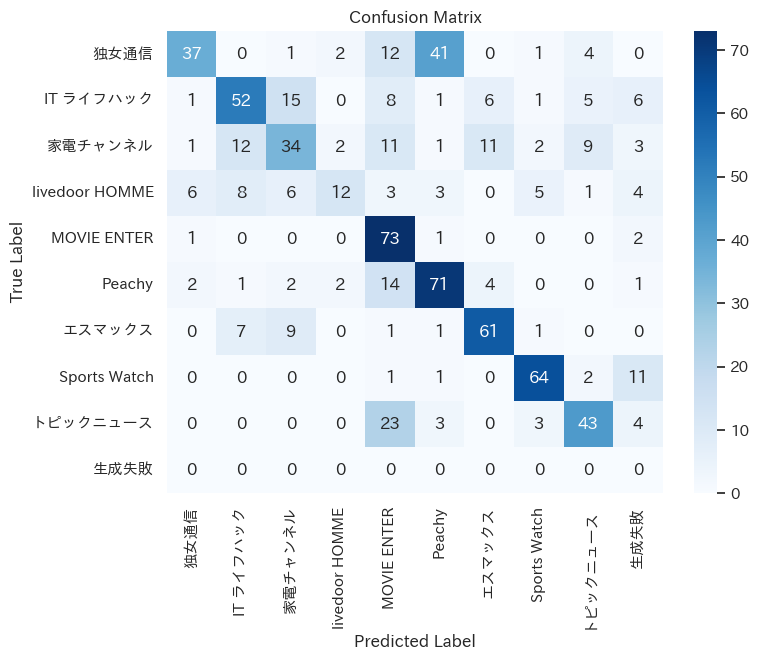 Confusion Matrix
独女通信 37 0 1 2 12 41 0 1 4 0
IT ライフハック 1 52 15 0 8 1 6 1 5 6
家電チャンネル 1 12 34 2 11 1 11 2 9 3
livedoor HOMME 6 8 6 12 3 3 0 5 1 4
MOVIE ENTER 1 0 0 0 73 1 0 0 0 2
Peachy 2 1 2 2 14 71 4 0 0 1
エスマックス 0 7 9 0 1 1 61 1 0 0
Sports Watch 0 0 0 0 1 1 0 64 2 11
トピックニュース 0 0 0 0 23 3 0 3 43 4
生成失敗 0 0 0 0 0 0 0 0 0 0
True Label
独女通信
IT ライフハック
家電チャンネル
livedoor HOMME
MOVIE ENTER
Peachy
エスマックス
Sports Watch
トピックニュース
生成失敗
Predicted Label
70
60
50
40
30
20
10
0